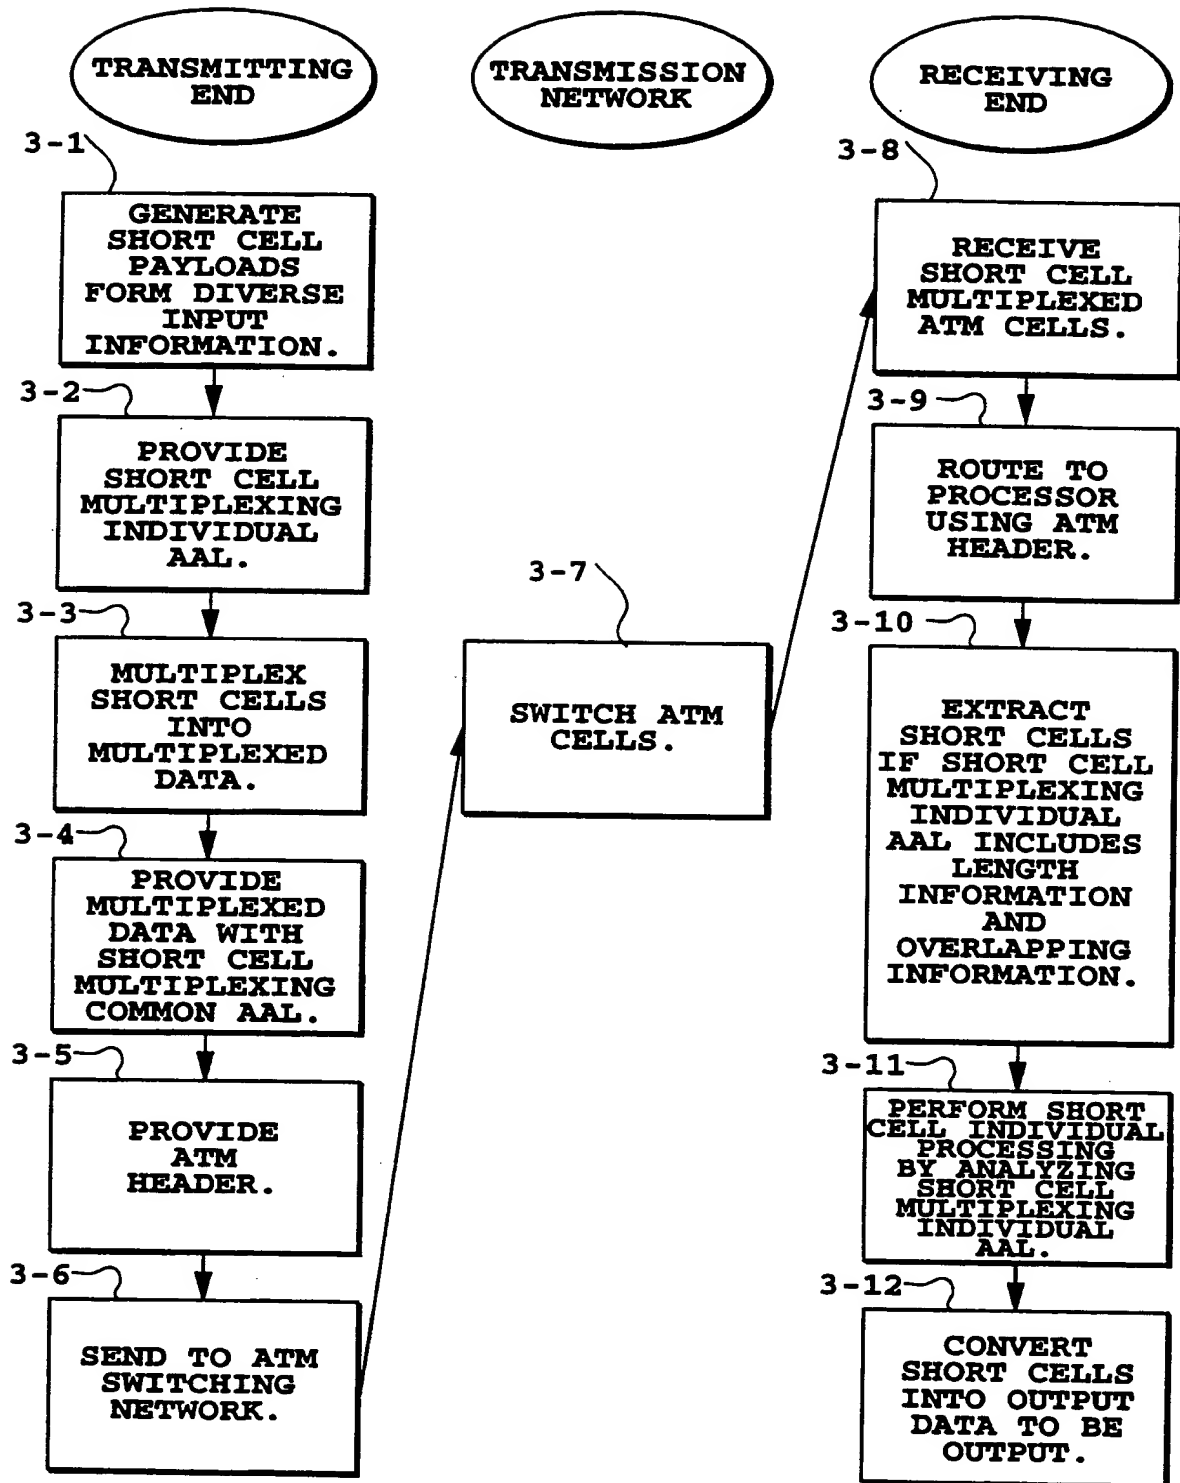 TRANSMITTING
END
3-1
GENERATE
SHORT CELL
PAYLOADS
FORM DIVERSE
INPUT
INFORMATION.
3-2
PROVIDE
SHORT CELL
MULTIPLEXING
INDIVIDUAL
AAL.
3-3
MULTIPLEX
SHORT CELLS
INTO
MULTIPLEXED
DATA.
3-4
PROVIDE
MULTIPLEXED
DATA WITH
SHORT CELL
MULTIPLEXING
COMMON AAL.
3-5
PROVIDE
ATM
HEADER.
3-6
SEND TO ATM
SWITCHING
NETWORK.
TRANSMISSION
NETWORK
3-7
SWITCH ATM
CELLS.
RECEIVING
END
3-8
RECEIVE
SHORT CELL
MULTIPLEXED
ATM CELLS.
3-9
ROUTE TO
PROCESSOR
USING ATM
HEADER.
3-10
EXTRACT
SHORT CELLS
IF SHORT CELL
MULTIPLEXING
INDIVIDUAL
AAL INCLUDES
LENGTH
INFORMATION
AND
OVERLAPPING
INFORMATION.
3-11
PERFORM SHORT
CELL INDIVIDUAL
PROCESSING
BY ANALYZING
SHORT CELL
MULTIPLEXING
INDIVIDUAL
AAL.
3-12
CONVERT
SHORT CELLS
INTO OUTPUT
DATA TO BE
OUTPUT.